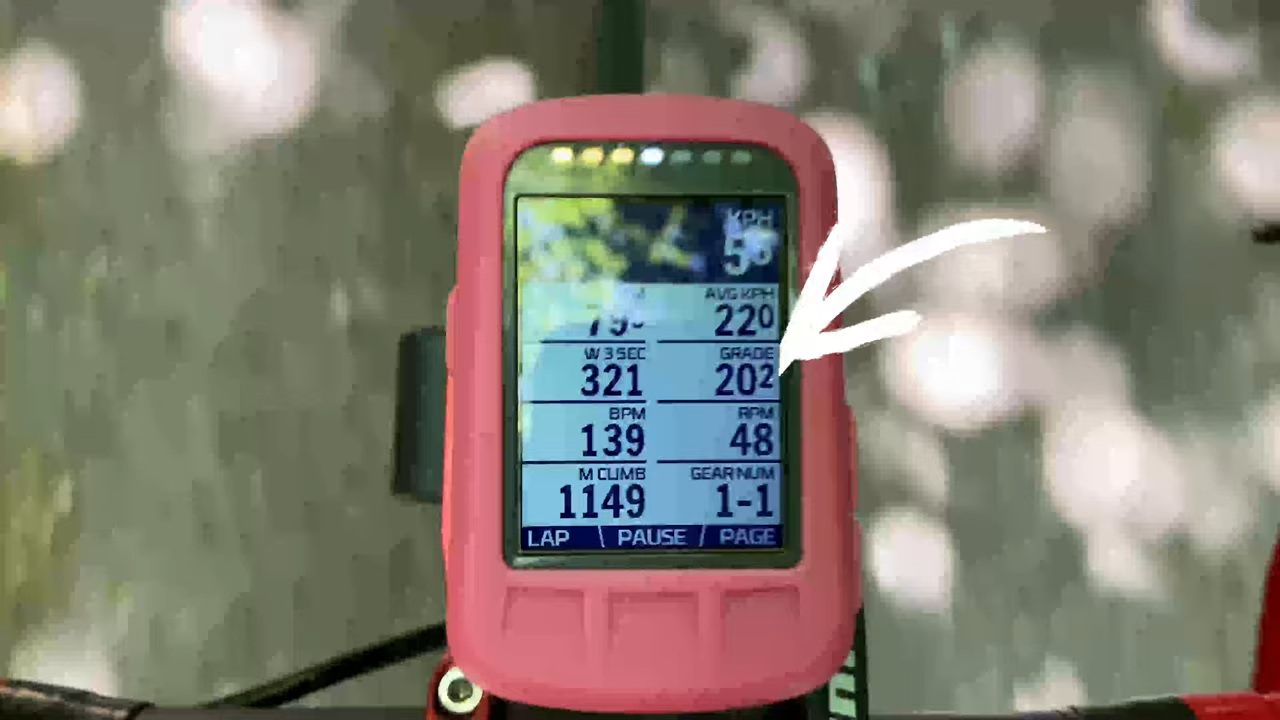 KPH
AVG KPH
22⁰
W 3 SEC GRADE
321 20²
BPM RPM
139 48
M CLIMB GEAR NUM
1149 1-1
LAP \ PAUSE / PAGE